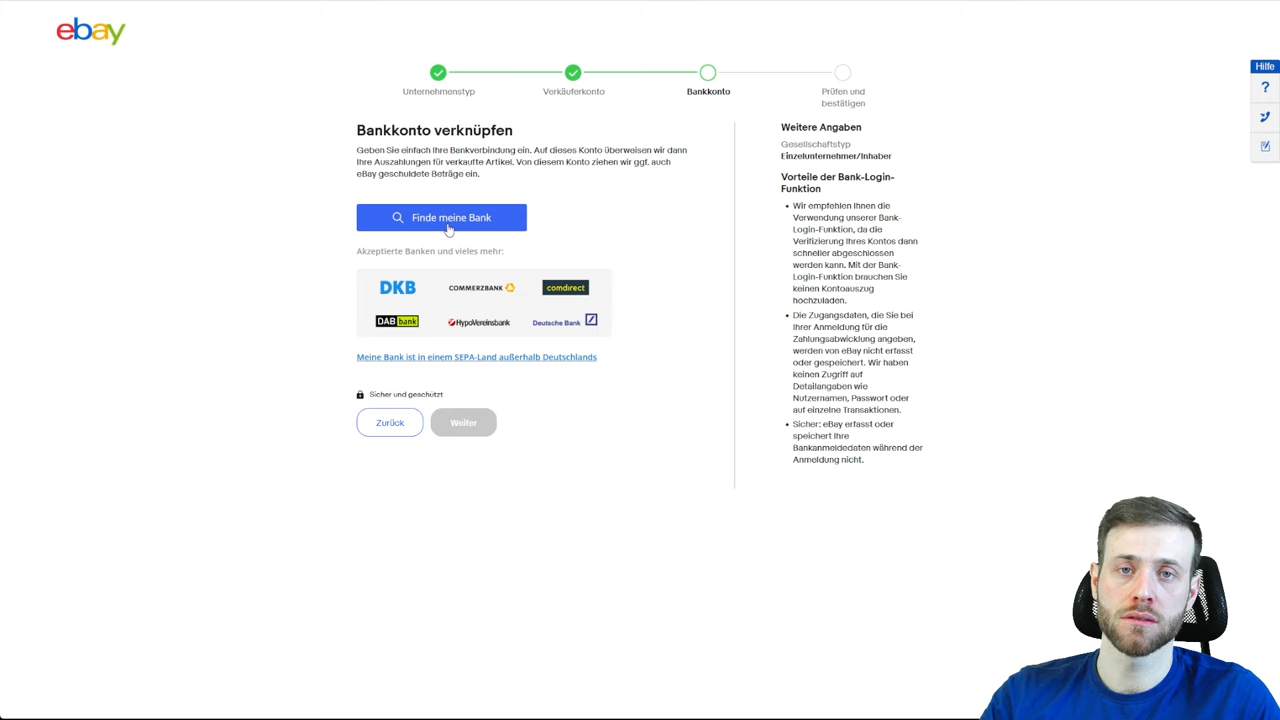 ebay
Hilfe
?
Unternehmenstyp
Verkäuferkonto
Bankkonto
Prüfen und
bestätigen
Bankkonto verknüpfen
Geben Sie einfach Ihre Bankverbindung ein. Auf dieses Konto überweisen wir dann
Ihre Auszahlungen für verkaufte Artikel. Von diesem Konto ziehen wir ggf. auch
eBay geschuldete Beträge ein.
Finde meine Bank
Akzeptierte Banken und vieles mehr:
DKB
COMMERZBANK
comdirect
DAB bank
HypoVereinsbank
Deutsche Bank
Meine Bank ist in einem SEPA-Land außerhalb Deutschlands
Sicher und geschützt
Zurück
Weiter
Weitere Angaben
Gesellschaftstyp
Einzelunternehmer/Inhaber
Vorteile der Bank-Login-
Funktion
• Wir empfehlen Ihnen die
Verwendung unserer Bank-
Login-Funktion, da die
Verifizierung Ihres Kontos dann
schneller abgeschlossen
werden kann. Mit der Bank-
Login-Funktion brauchen Sie
keinen Kontoauszug
hochzuladen.
• Die Zugangsdaten, die Sie bei
Ihrer Anmeldung für die
Zahlungsabwicklung angeben,
werden von eBay nicht erfasst
oder gespeichert. Wir haben
keinen Zugriff auf
Detailangaben wie
Nutzernamen, Passwort oder
auf einzelne Transaktionen.
• Sicher: eBay erfasst oder
speichert Ihre
Bankanmeldedaten während der
Anmeldung nicht.